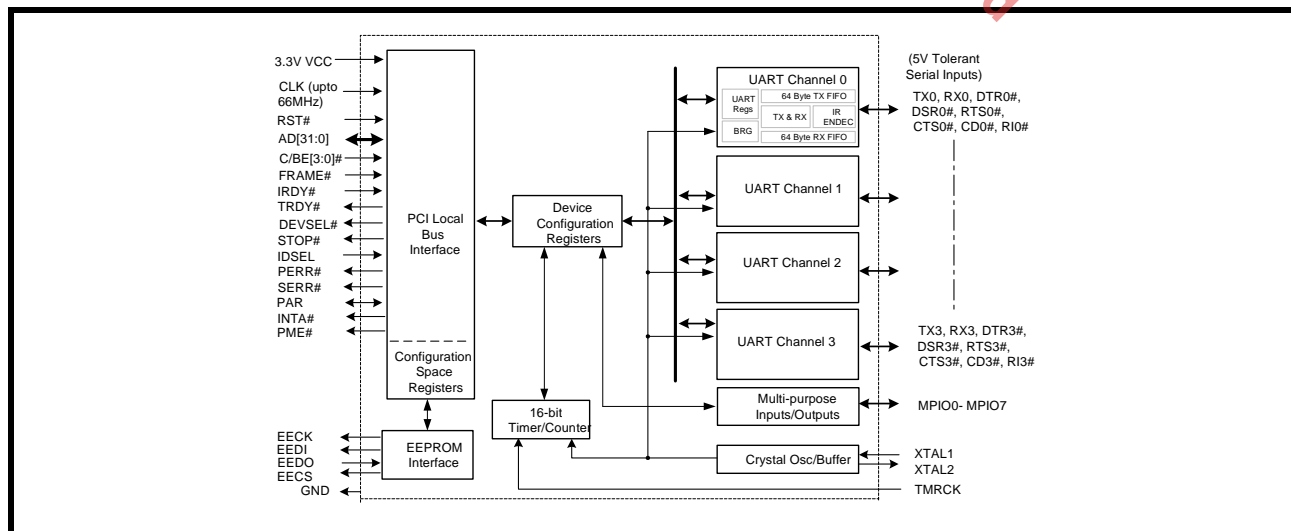 3.3V VCC
CLK (upto
66MHz)
RST#
AD[31:0]
C/BE[3:0]#
FRAME#
IRDY#
TRDY#
DEVSEL#
STOP#
IDSEL
PERR#
SERR#
PAR
INTA#
PME#
EECK
EEDI
EEDO
EECS
GND
PCI Local
Bus
Interface
Configuration
Space
Registers
EEPROM
Interface
Device
Configuration
Registers
16-bit
Timer/Counter
UART Channel 0
UART
Regs
64 Byte TX FIFO
TX & RX
IR
ENDEC
BRG
64 Byte RX FIFO
UART Channel 1
UART Channel 2
UART Channel 3
Multi-purpose
Inputs/Outputs
Crystal Osc/Buffer
(5V Tolerant
Serial Inputs)
TX0, RX0, DTR0#,
DSR0#, RTS0#,
CTS0#, CD0#, RI0#
TX3, RX3, DTR3#,
DSR3#, RTS3#,
CTS3#, CD3#, RI3#
MPIO0- MPIO7
XTAL1
XTAL2
TMRCK